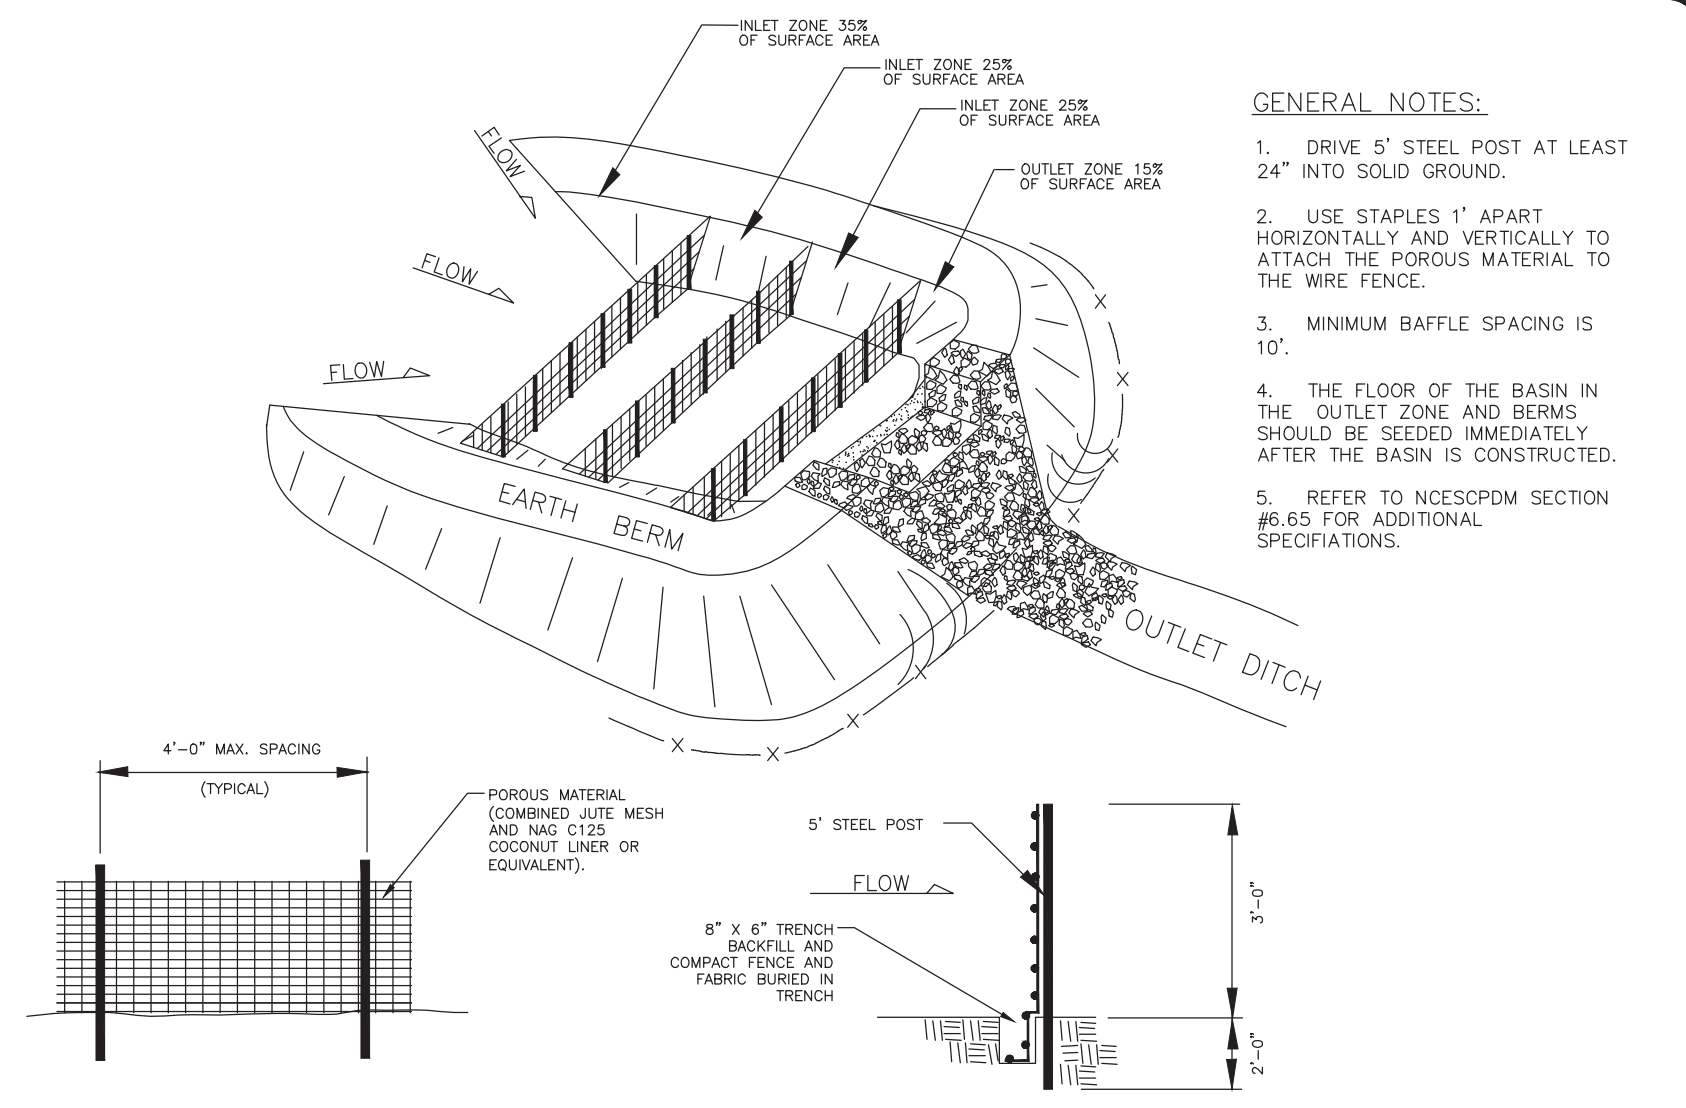 INLET ZONE 35%
OF SURFACE AREA
INLET ZONE 25%
OF SURFACE AREA
INLET ZONE 25%
OF SURFACE AREA
OUTLET ZONE 15%
OF SURFACE AREA
FLOW
FLOW
FLOW
EARTH BERM
OUTLET DITCH
X
X
X
X
X
X
X
X
GENERAL NOTES:
1. DRIVE 5' STEEL POST AT LEAST
24" INTO SOLID GROUND.
2. USE STAPLES 1' APART
HORIZONTALLY AND VERTICALLY TO
ATTACH THE POROUS MATERIAL TO
THE WIRE FENCE.
3. MINIMUM BAFFLE SPACING IS
10'.
4. THE FLOOR OF THE BASIN IN
THE OUTLET ZONE AND BERMS
SHOULD BE SEEDED IMMEDIATELY
AFTER THE BASIN IS CONSTRUCTED.
5. REFER TO NCESCPDM SECTION
#6.65 FOR ADDITIONAL
SPECIFIATIONS.
4'-0" MAX. SPACING
(TYPICAL)
POROUS MATERIAL
(COMBINED JUTE MESH
AND NAG C125
COCONUT LINER OR
EQUIVALENT).
5' STEEL POST
FLOW
8" X 6" TRENCH
BACKFILL AND
COMPACT FENCE AND
FABRIC BURIED IN
TRENCH
3'-0"
2'-0"